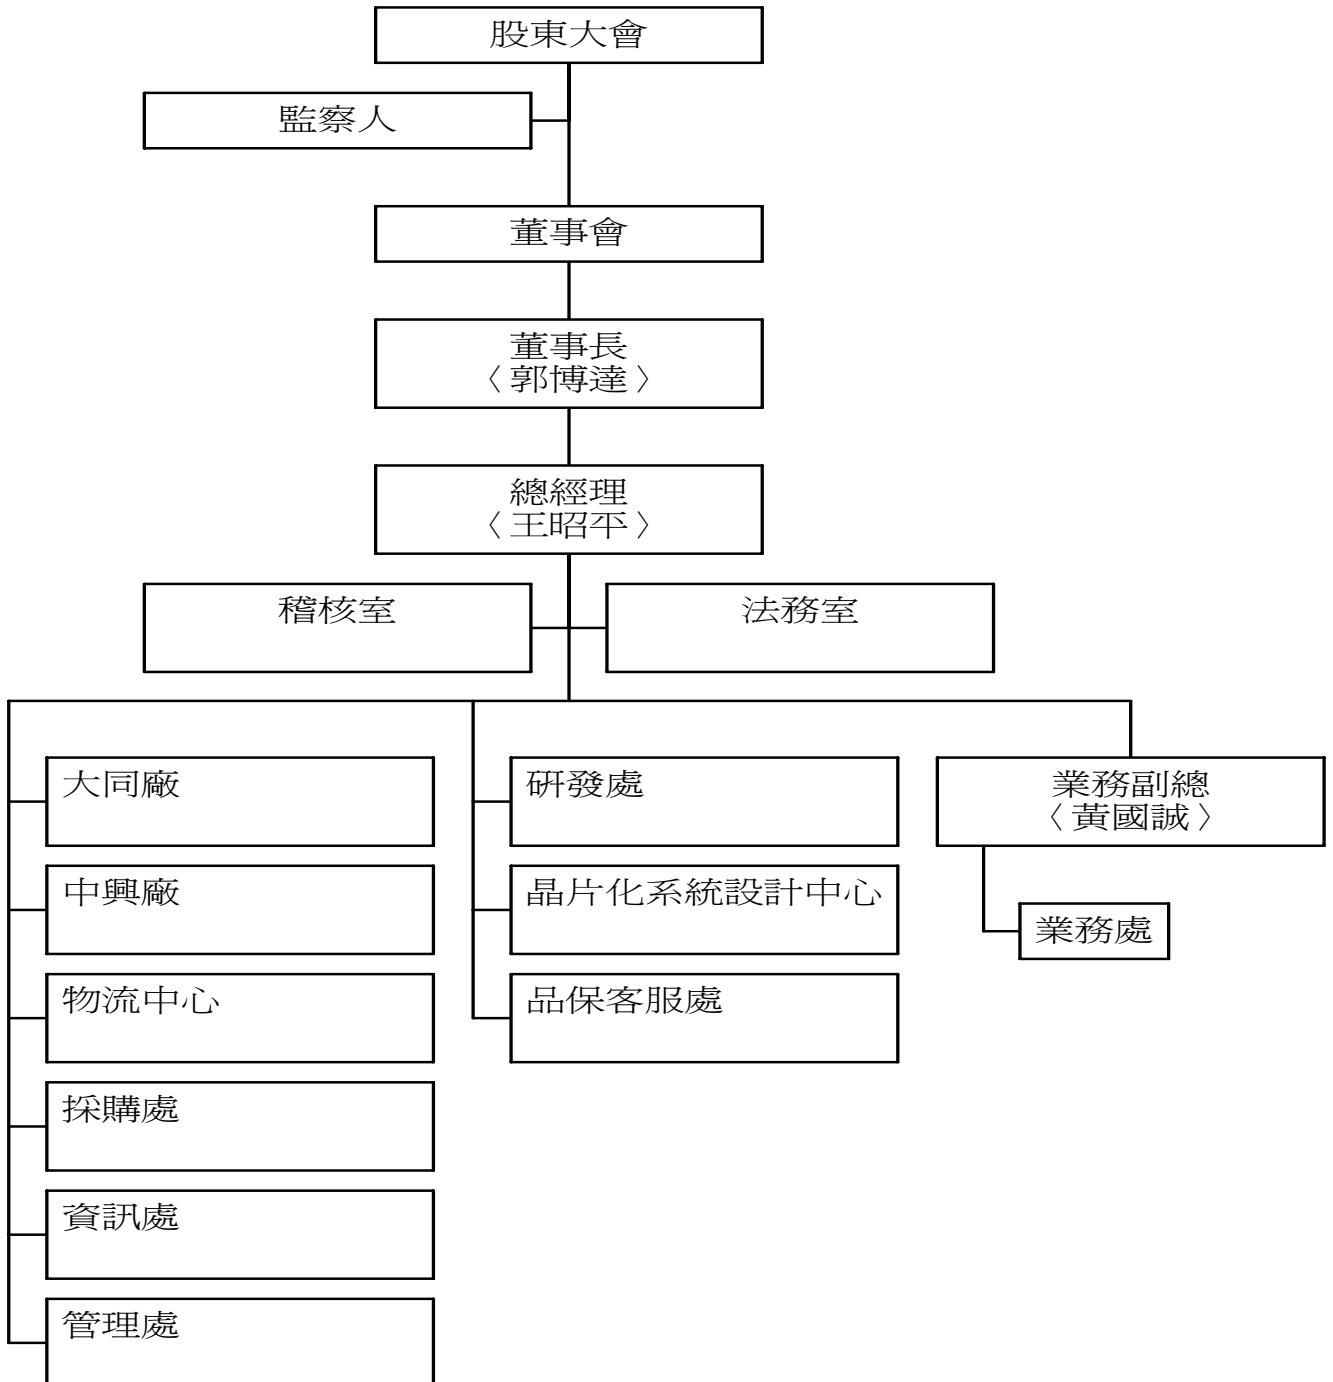 股東大會
監察人
董事會
董事長
〈郭博達〉
總經理
〈王昭平〉
稽核室
法務室
大同廠
中興廠
物流中心
採購處
資訊處
管理處
研發處
晶片化系統設計中心
品保客服處
業務副總
〈黃國誠〉
業務處